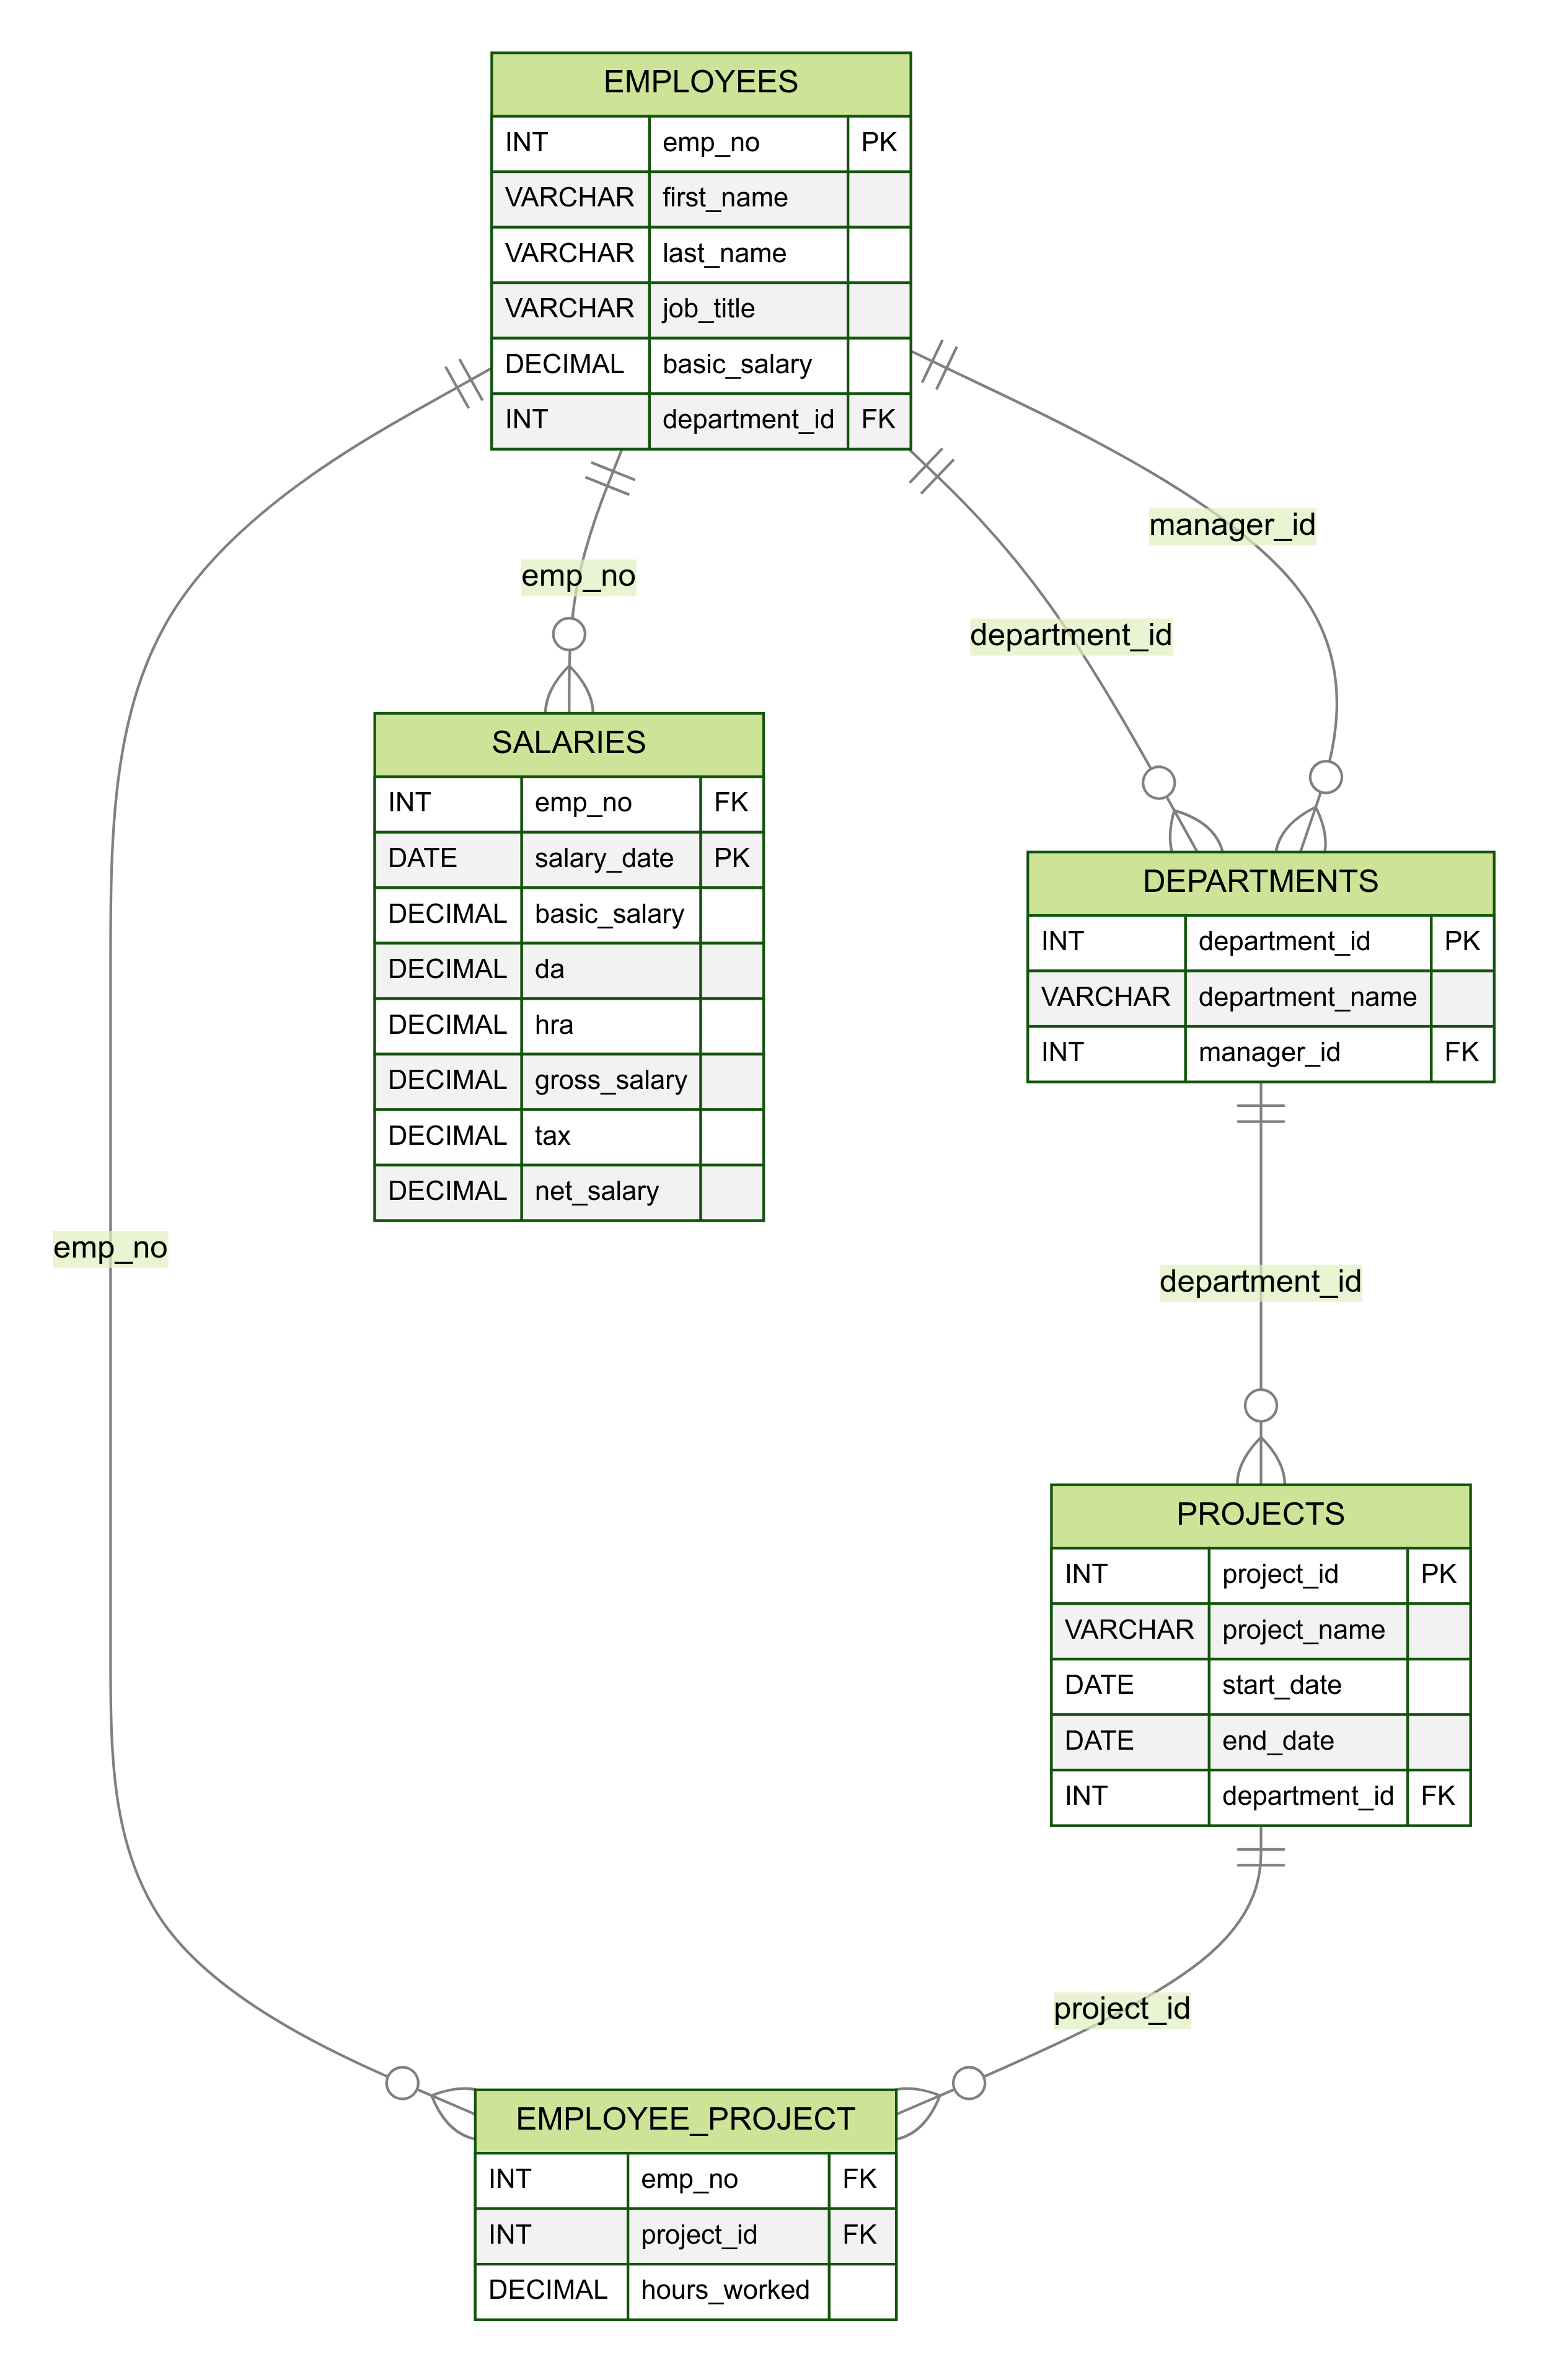 EMPLOYEES
INT emp_no PK
VARCHAR first_name
VARCHAR last_name
VARCHAR job_title
DECIMAL basic_salary
INT department_id FK
manager_id
emp_no
department_id
SALARIES
INT emp_no FK
DATE salary_date PK
DECIMAL basic_salary
DECIMAL da
DECIMAL hra
DECIMAL gross_salary
DECIMAL tax
DECIMAL net_salary
DEPARTMENTS
INT department_id PK
VARCHAR department_name
INT manager_id FK
emp_no
department_id
PROJECTS
INT project_id PK
VARCHAR project_name
DATE start_date
DATE end_date
INT department_id FK
project_id
EMPLOYEE_PROJECT
INT emp_no FK
INT project_id FK
DECIMAL hours_worked